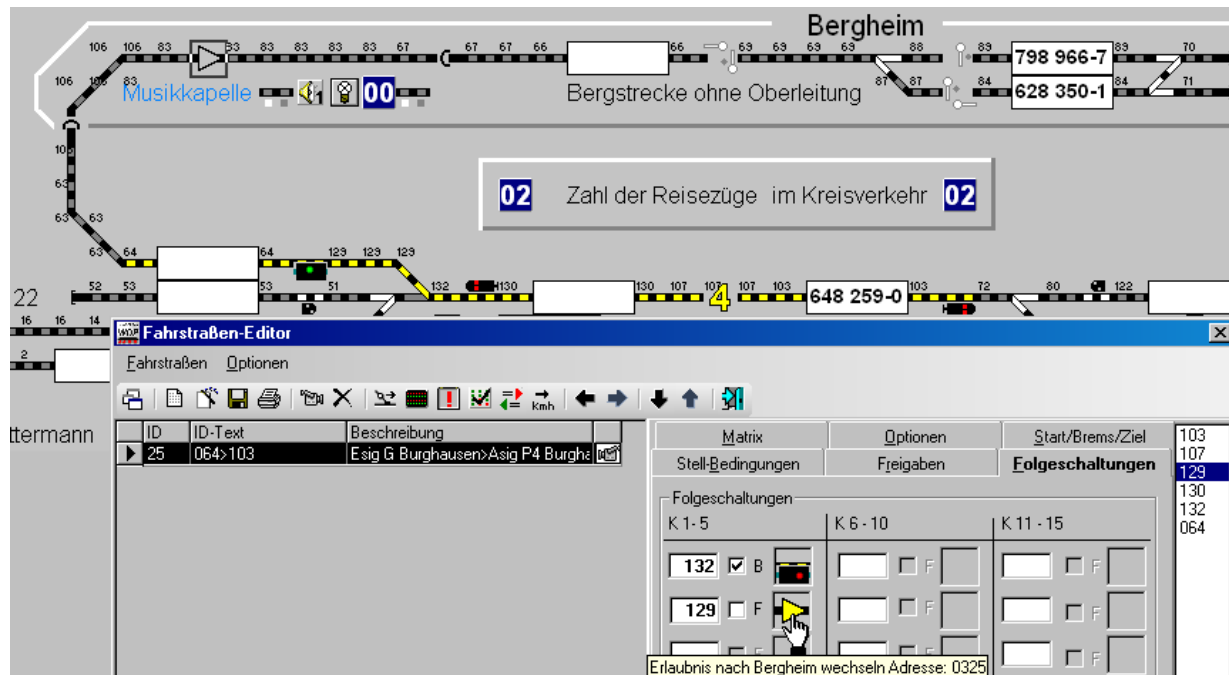 Bergheim
106 106 83 83 83 83 83 83 67 67 67 66 66 69 69 69 69 88 89 798 966-7 89 70
106 106 83
Musikkapelle 1 00
Bergstrecke ohne Oberleitung
87 87 84 628 350-1 84 71
63
63 63
02 Zahl der Reisezüge im Kreisverkehr 02
63 64 64 129 129 129
22 52 53 53 51 132 130 130 107 107 4 107 103 648 259-0 103 72 80 122
16 16 14
2
ttermann
WDP Fahrstraßen-Editor
Fahrstraßen Optionen
Kmh
ID ID-Text Beschreibung
25 064>103 Esig G Burghausen>Asig P4 Burgha
Matrix Optionen Start/Brems/Ziel
Stell-Bedingungen Freigaben Folgeschaltungen
103
107
129
130
132
064
Folgeschaltungen
K 1- 5 K 6 - 10 K 11 - 15
132 B F F
129 F F F
F F F
Erlaubnis nach Bergheim wechseln Adresse: 0325